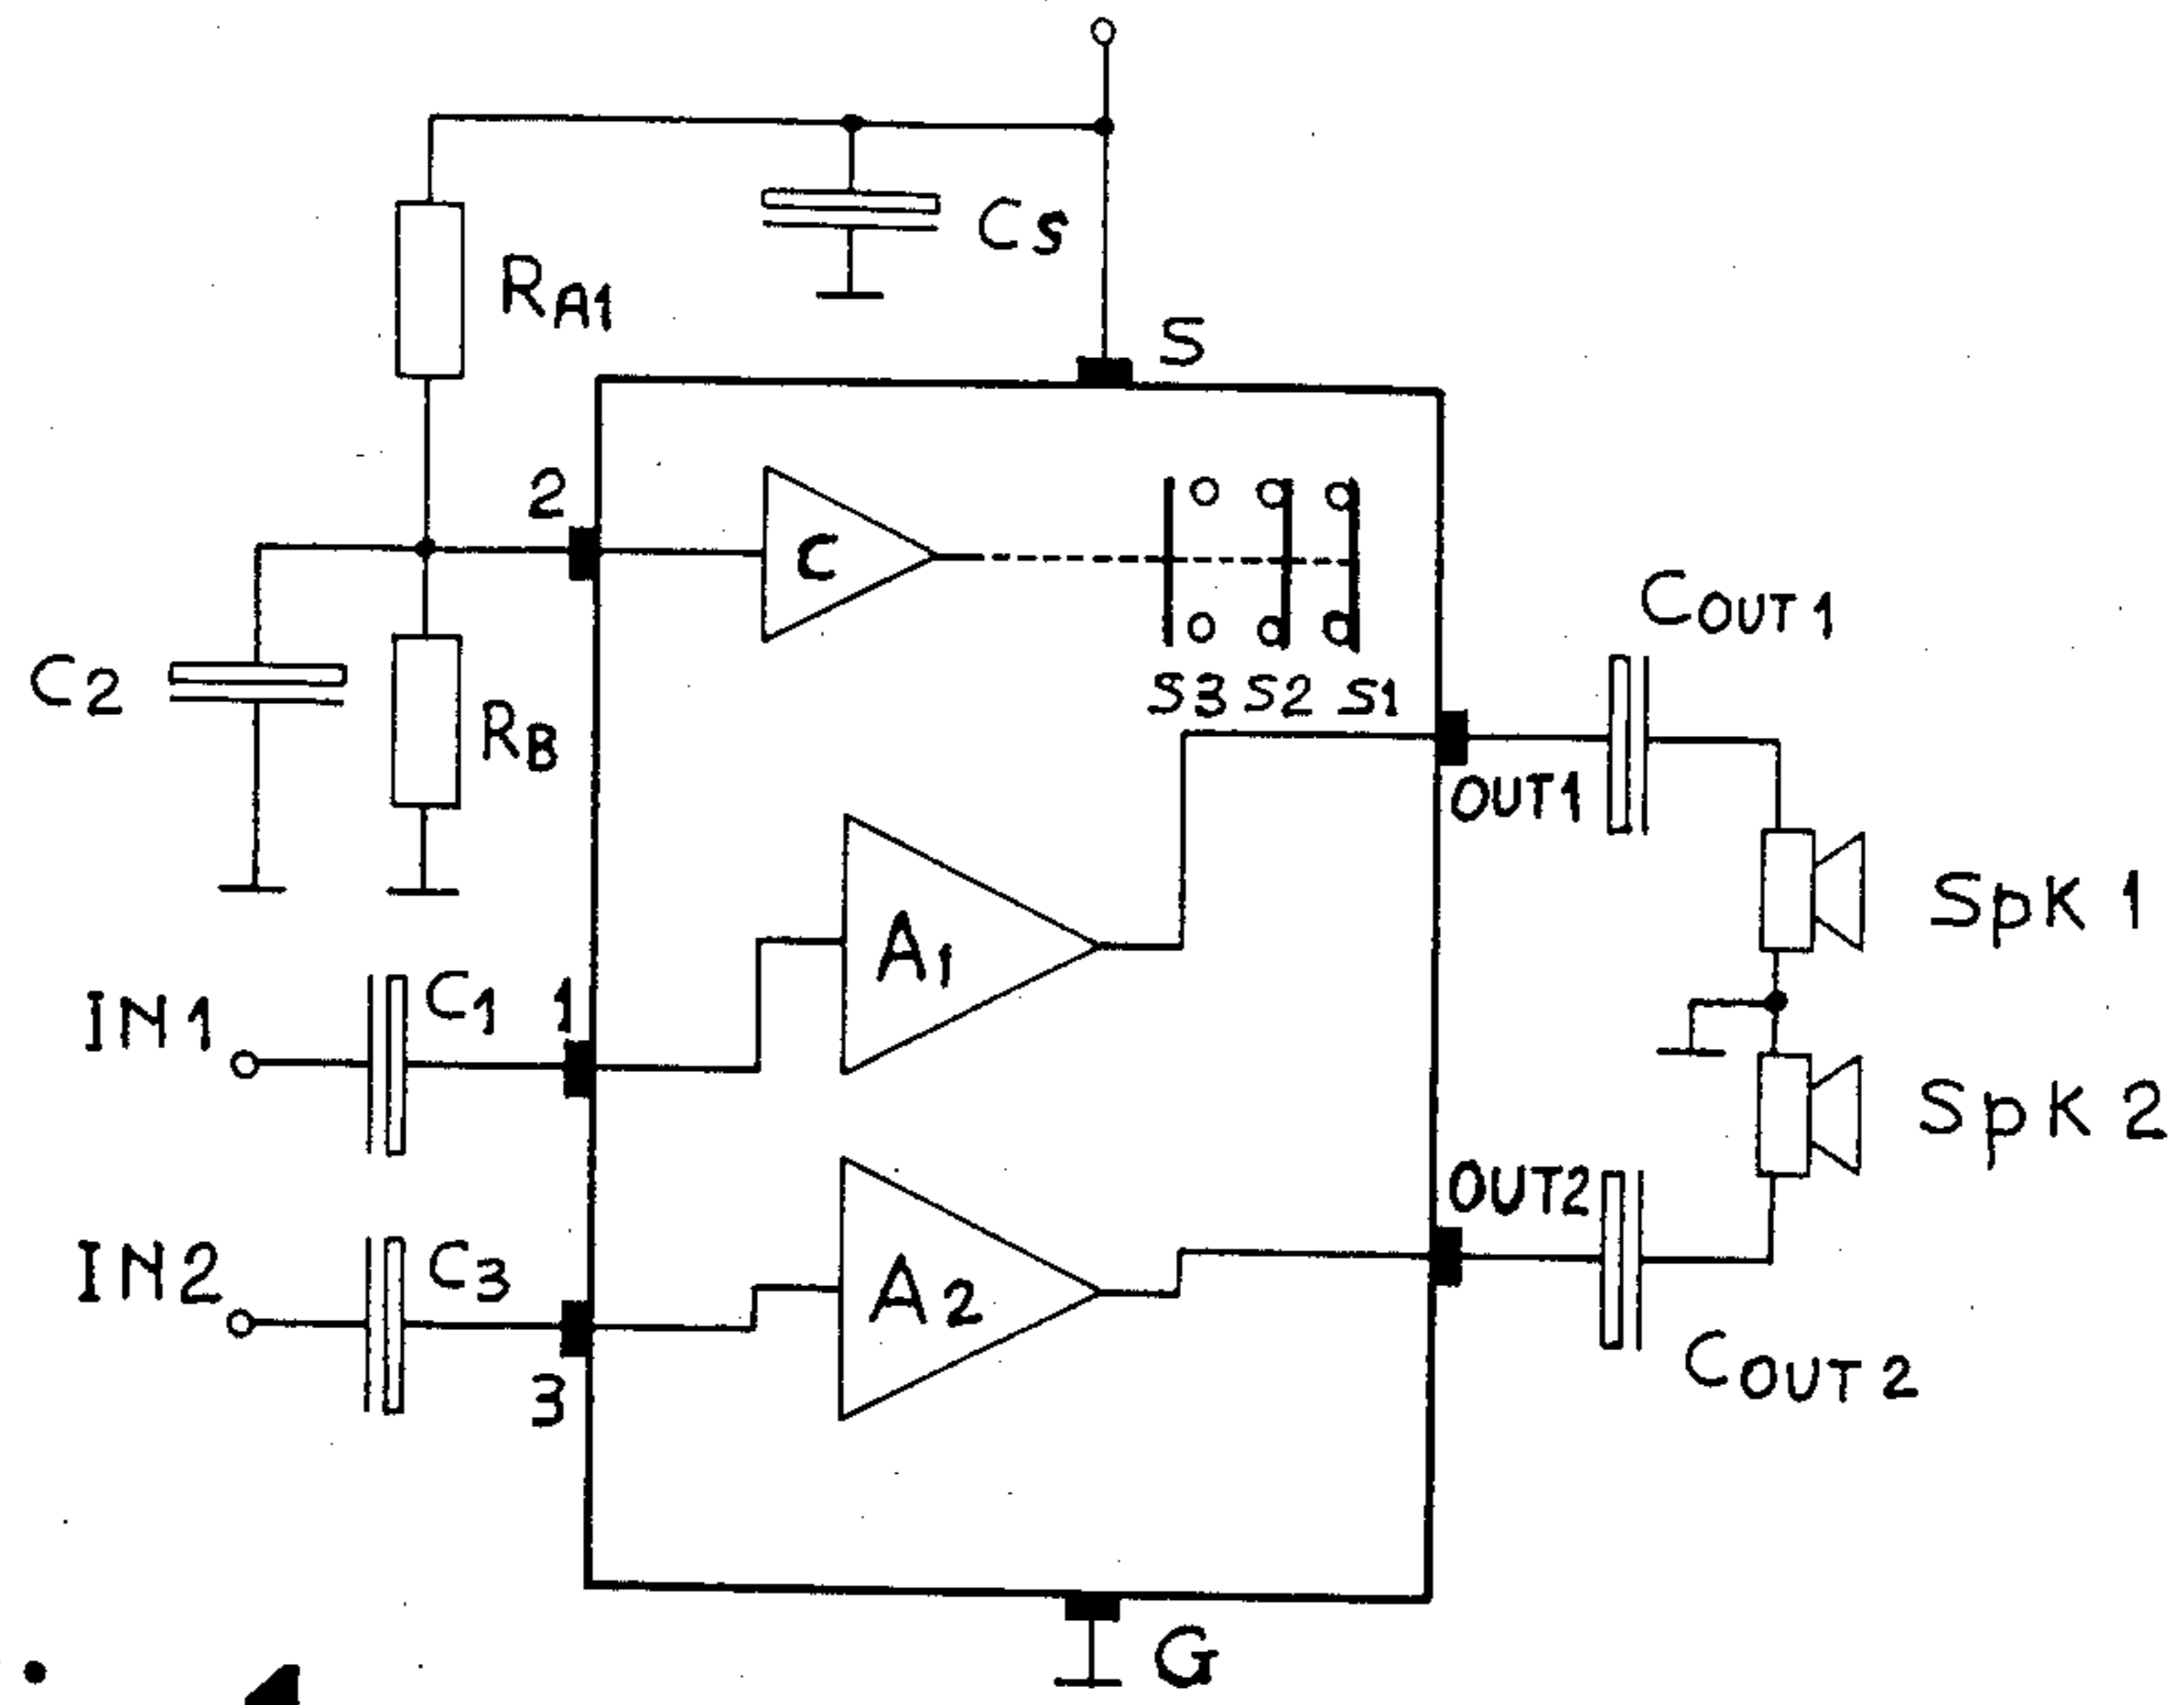 Cs
RA1
S
2
C
COUT1
C2
RB
S3 S2 S1
OUT1
A1
SpK 1
IN1
C1
1
SpK 2
OUT2
IN2
C3
A2
COUT2
3
G